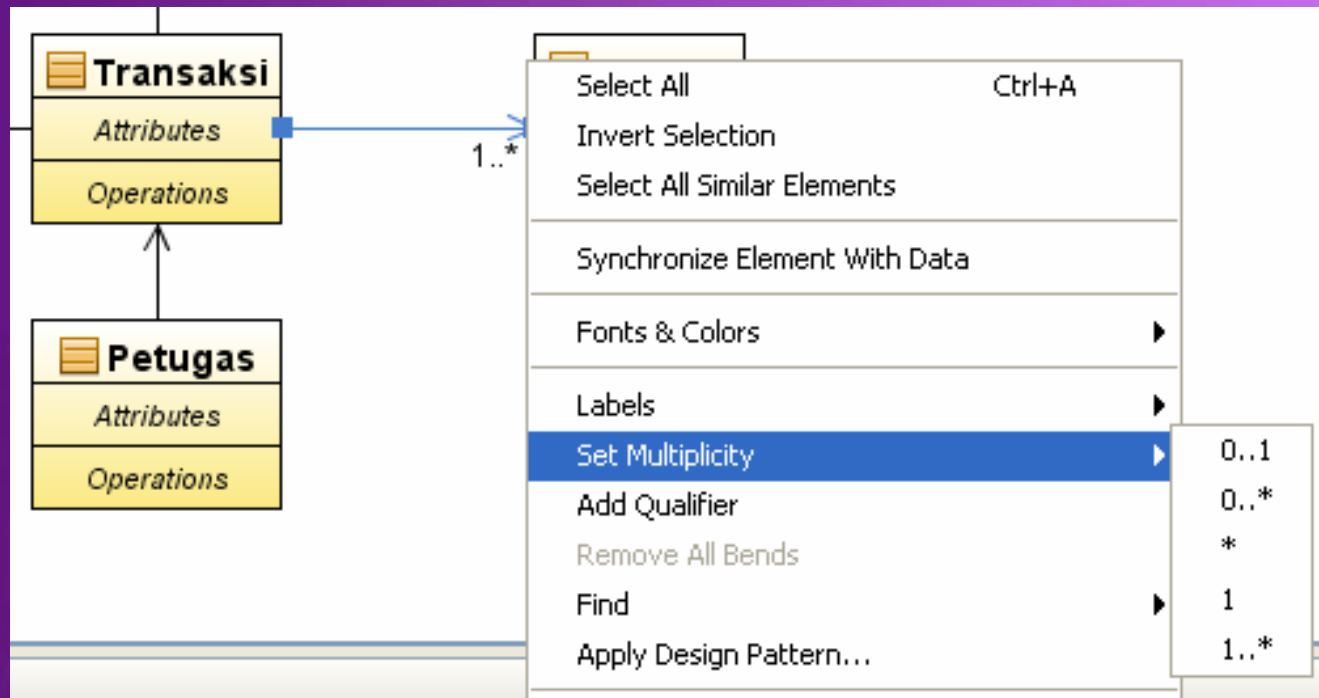 Transaksi
Attributes
Operations
1..*
Petugas
Attributes
Operations
Select All Ctrl+A
Invert Selection
Select All Similar Elements
Synchronize Element With Data
Fonts & Colors
Labels
Set Multiplicity
Add Qualifier
Remove All Bends
Find
Apply Design Pattern...
0..1
0..*
*
1
1..*